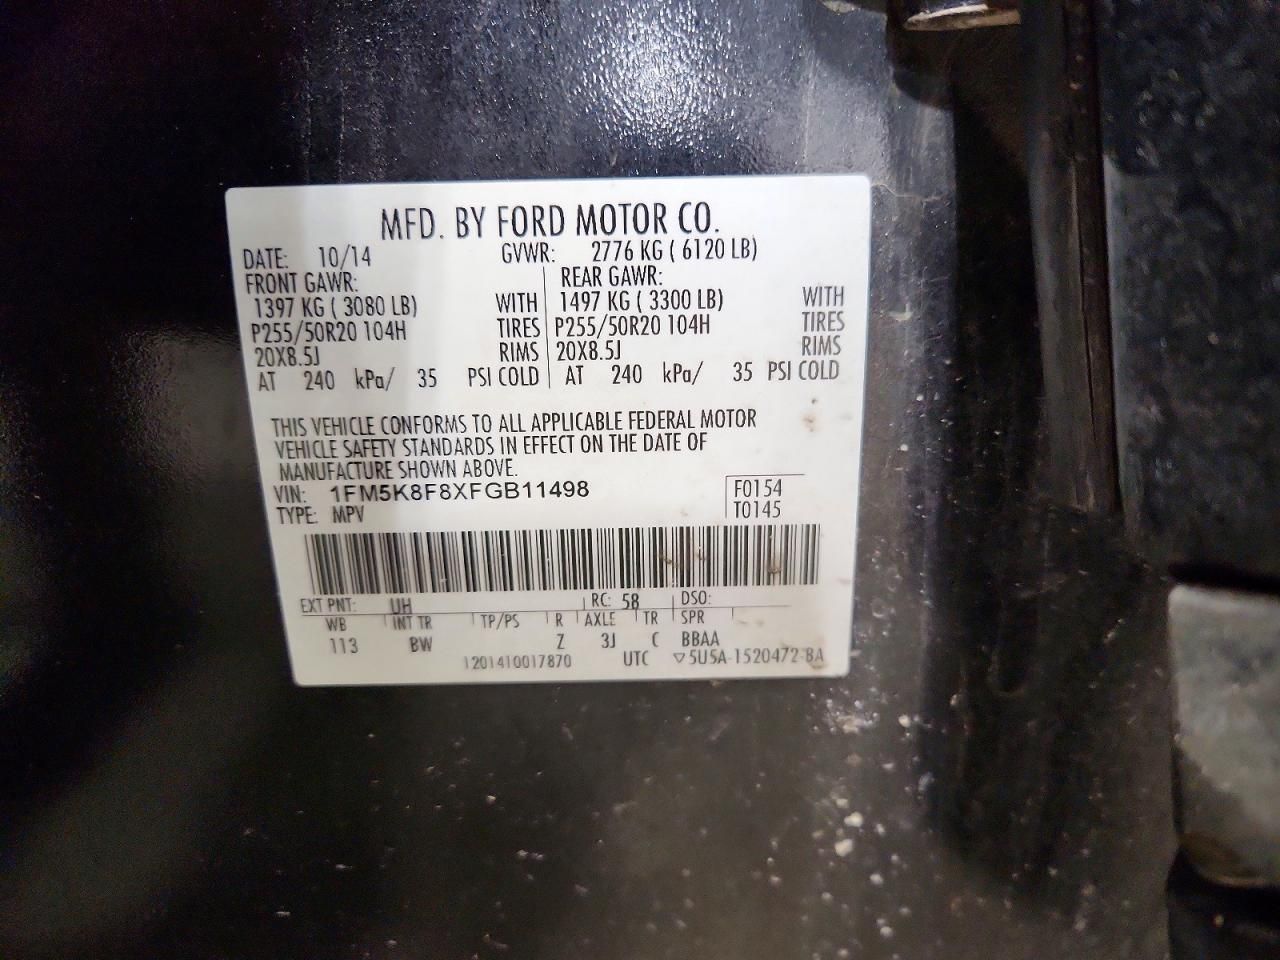 MFD. BY FORD MOTOR CO.
DATE: 10/14 GVWR: 2776 KG ( 6120 LB)
FRONT GAWR: REAR GAWR:
1397 KG ( 3080 LB) WITH 1497 KG ( 3300 LB) WITH
P255/50R20 104H TIRES P255/50R20 104H TIRES
20X8.5J RIMS 20X8.5J RIMS
AT 240 kPa/ 35 PSI COLD AT 240 kPa/ 35 PSI COLD
THIS VEHICLE CONFORMS TO ALL APPLICABLE FEDERAL MOTOR
VEHICLE SAFETY STANDARDS IN EFFECT ON THE DATE OF
MANUFACTURE SHOWN ABOVE.
VIN: 1FM5K8F8XFGB11498 F0154
TYPE: MPV T0145
EXT PNT: UH RC: 58 DSO:
WB INT TR TP/PS R AXLE TR SPR
113 BW Z 3J C BBAA
1201410017870 UTC ▽5U5A-1520472-BA